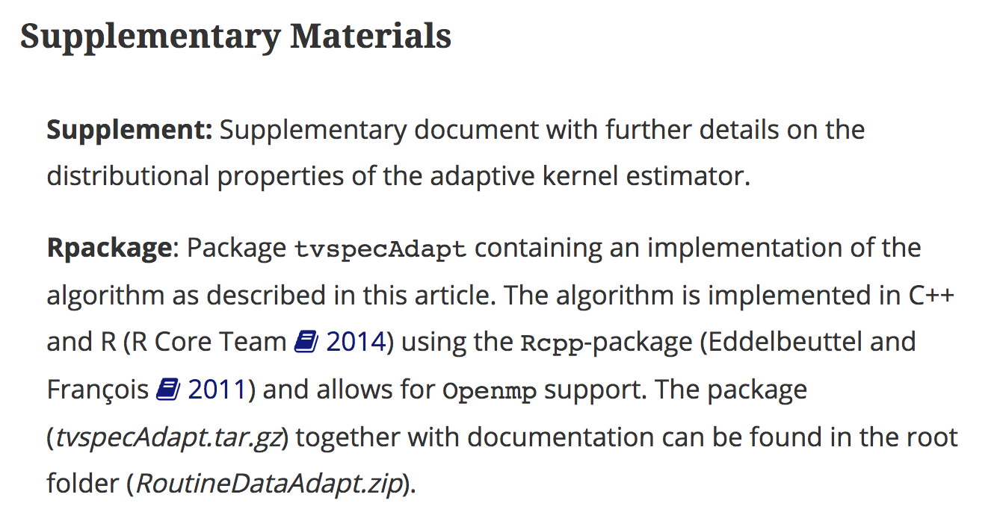 Supplementary Materials
Supplement: Supplementary document with further details on the
distributional properties of the adaptive kernel estimator.
Rpackage: Package tvspecAdapt containing an implementation of the
algorithm as described in this article. The algorithm is implemented in C++
and R (R Core Team 2014) using the Rcpp-package (Eddelbeuttel and
François 2011) and allows for Openmp support. The package
(tvspecAdapt.tar.gz) together with documentation can be found in the root
folder (RoutineDataAdapt.zip).